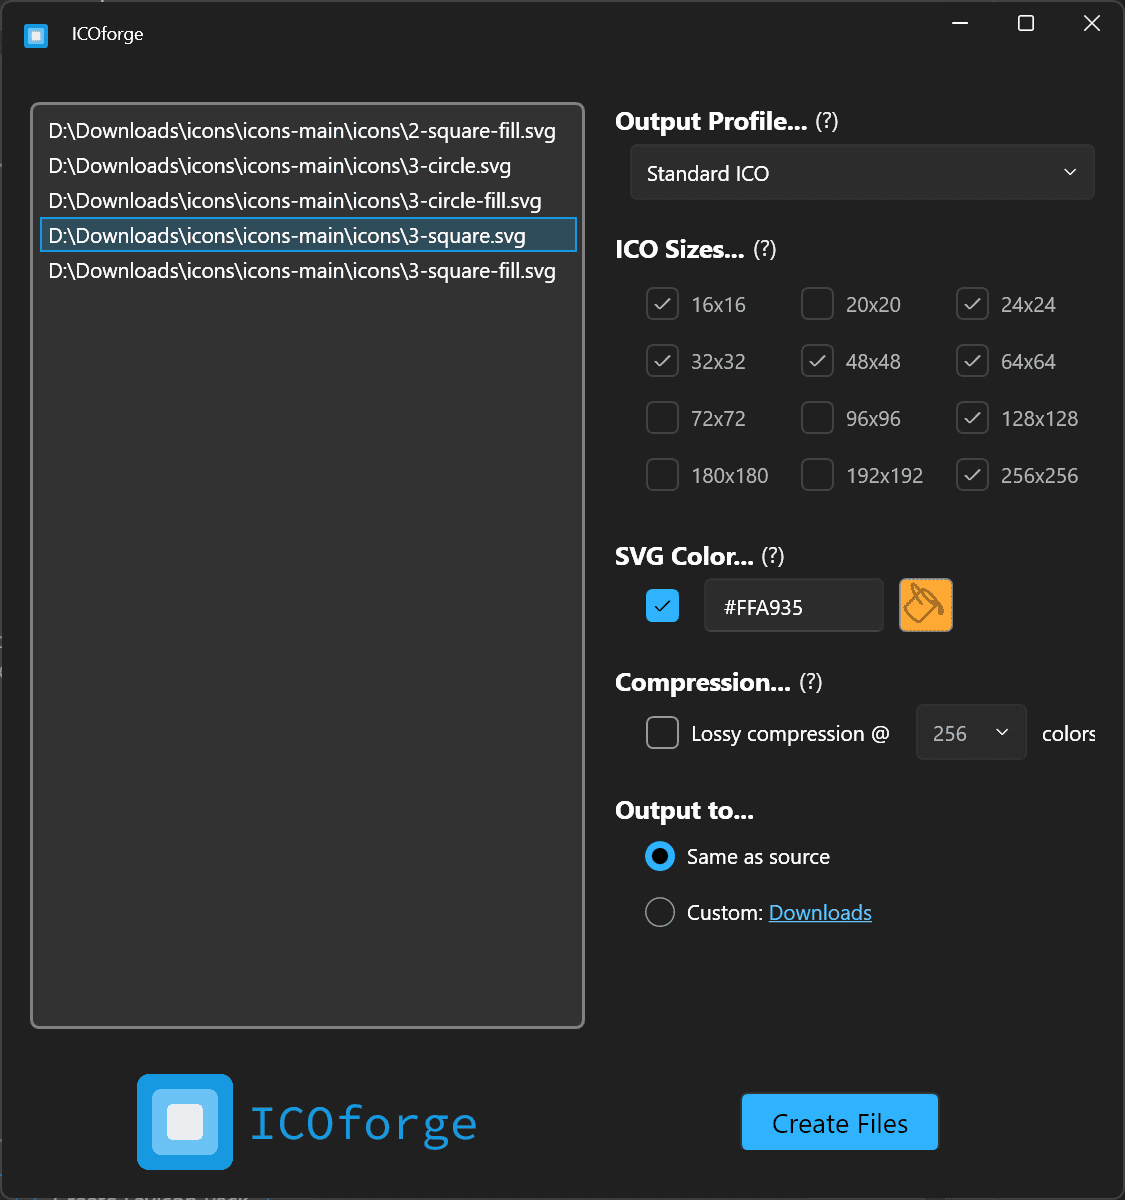 ICOforge
D:\Downloads\icons\icons-main\icons\2-square-fill.svg
D:\Downloads\icons\icons-main\icons\3-circle.svg
D:\Downloads\icons\icons-main\icons\3-circle-fill.svg
D:\Downloads\icons\icons-main\icons\3-square.svg
D:\Downloads\icons\icons-main\icons\3-square-fill.svg
Output Profile... (?)
Standard ICO
ICO Sizes... (?)
16x16 20x20 24x24
32x32 48x48 64x64
72x72 96x96 128x128
180x180 192x192 256x256
SVG Color... (?)
#FFA935
Compression... (?)
Lossy compression @ 256 colors
Output to...
Same as source
Custom: Downloads
ICOforge
Create Files